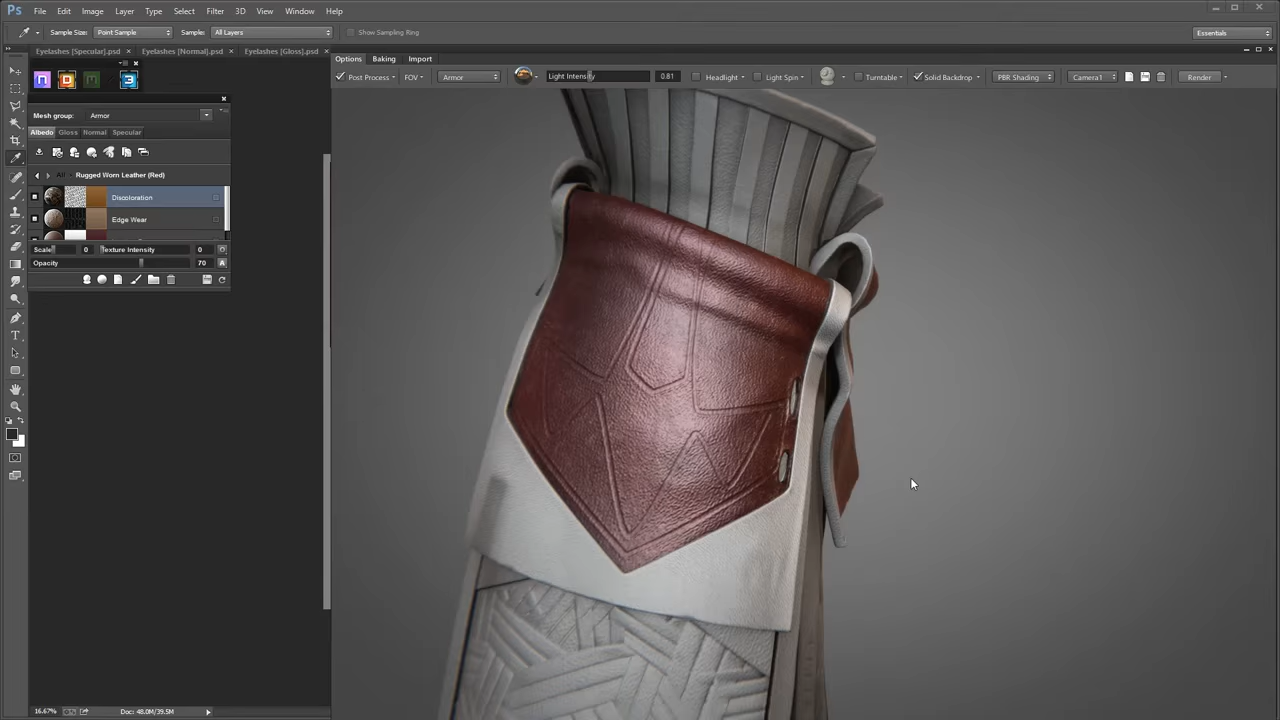 Ps File Edit Image Layer Type Select Filter 3D View Window Help
Sample Size: Point Sample Sample: All Layers Show Sampling Ring Essentials
Eyelashes [Specular].psd × Eyelashes [Normal].psd × Eyelashes [Gloss].psd ×
Options Baking Import
Post Process FOV Armor Light Intensity 0.81 Headlight Light Spin Turntable Solid Backdrop PBR Shading Camera1 Render
Mesh group: Armor
Albedo Gloss Normal Specular
All Rugged Worn Leather (Red)
Discoloration
Edge Wear
Scale 0 Texture Intensity 0
Opacity 70 A
16.67% Doc: 48.0M/39.5M